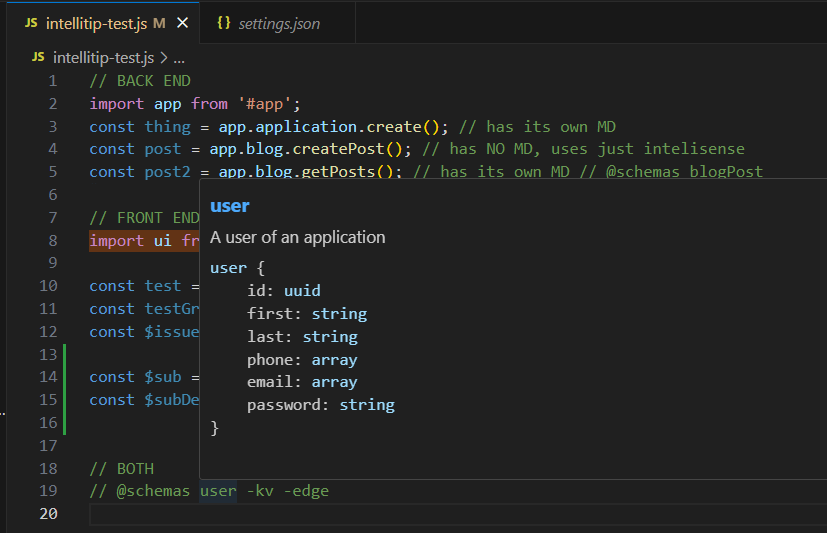 JS intellitip-test.js M ×
{} settings.json
JS intellitip-test.js > ...
1 // BACK END
2 import app from '#app';
3 const thing = app.application.create(); // has its own MD
4 const post = app.blog.createPost(); // has NO MD, uses just intelisense
5 const post2 = app.blog.getPosts(); // has its own MD // @schemas blogPost
6
7 // FRONT END
8 import ui fr
9
10 const test =
11 const testGr
12 const $issue
13
14 const $sub =
15 const $subDe
16
17
18 // BOTH
19 // @schemas user -kv -edge
20
user
A user of an application
user {
id: uuid
first: string
last: string
phone: array
email: array
password: string
}